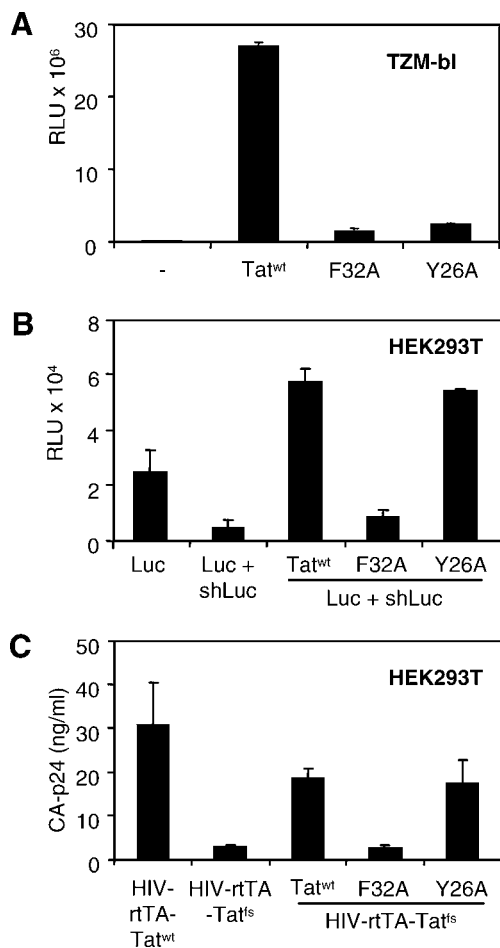 A
TZM-bl
RLU x 10⁶
30
20
10
0
- Tatʷᵗ F32A Y26A
B
HEK293T
RLU x 10⁴
8
6
4
2
0
Luc Luc + shLuc Tatʷᵗ F32A Y26A
Luc + shLuc
C
HEK293T
CA-p24 (ng/ml)
50
40
30
20
10
0
HIV-rtTA-Tatʷᵗ HIV-rtTA-Tatᶠˢ Tatʷᵗ F32A Y26A
HIV-rtTA-Tatᶠˢ